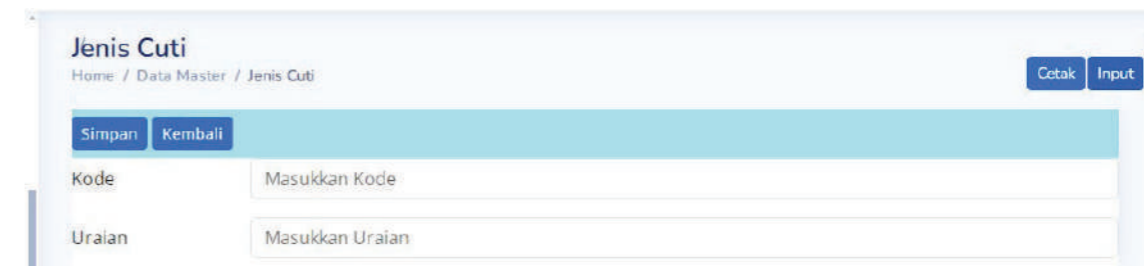 Jenis Cuti
Home / Data Master / Jenis Cuti
Cetak Input
Simpan Kembali
Kode Masukkan Kode
Uraian Masukkan Uraian